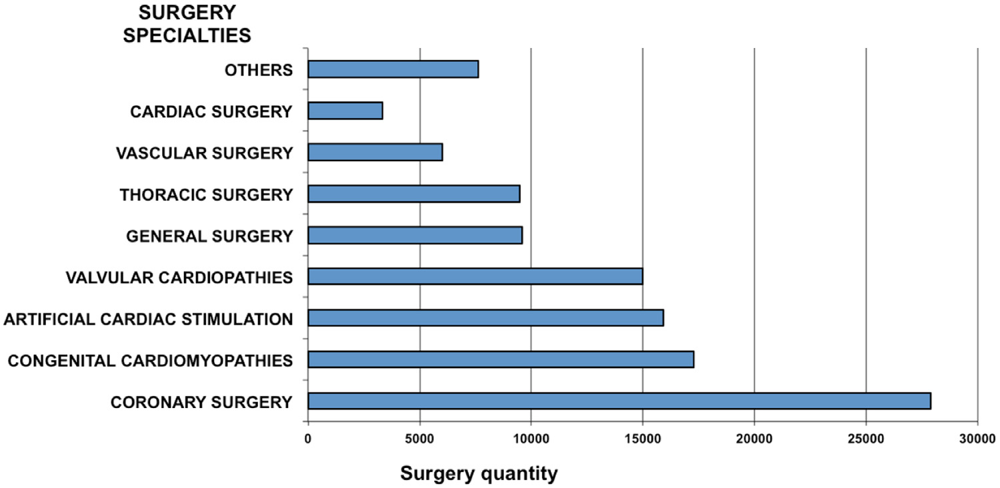 SURGERY
SPECIALTIES
OTHERS
CARDIAC SURGERY
VASCULAR SURGERY
THORACIC SURGERY
GENERAL SURGERY
VALVULAR CARDIOPATHIES
ARTIFICIAL CARDIAC STIMULATION
CONGENITAL CARDIOMYOPATHIES
CORONARY SURGERY
0 5000 10000 15000 20000 25000 30000
Surgery quantity